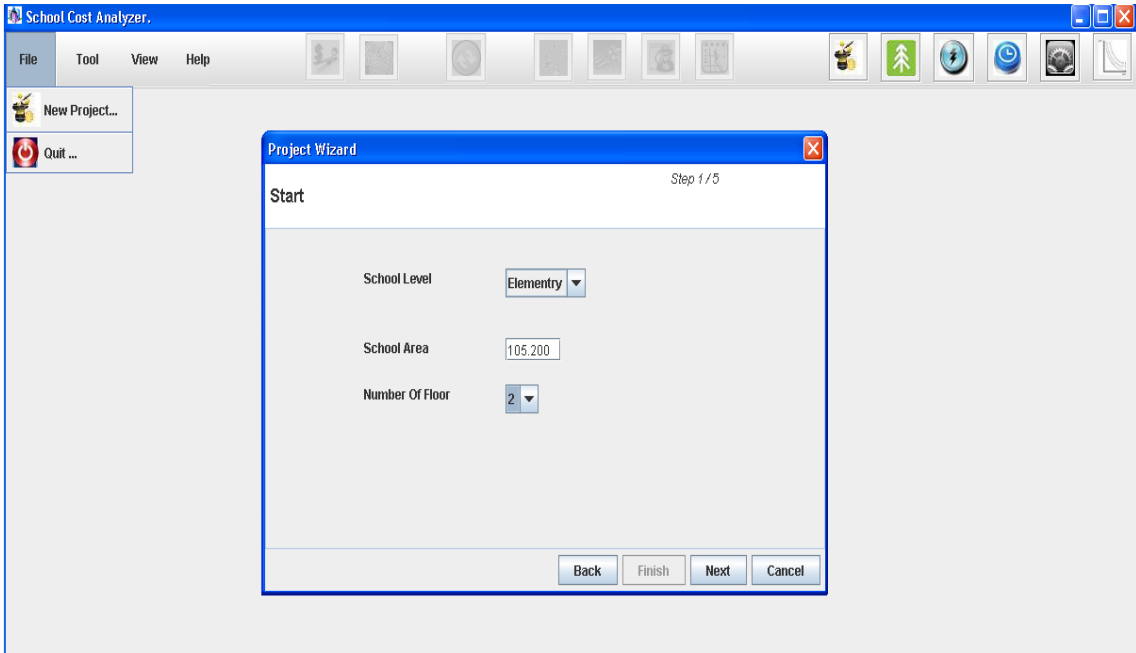 School Cost Analyzer.
File Tool View Help
New Project...
Quit ...
Project Wizard
Step 1 / 5
Start
School Level Elementry
School Area 105.200
Number Of Floor 2
Back Finish Next Cancel